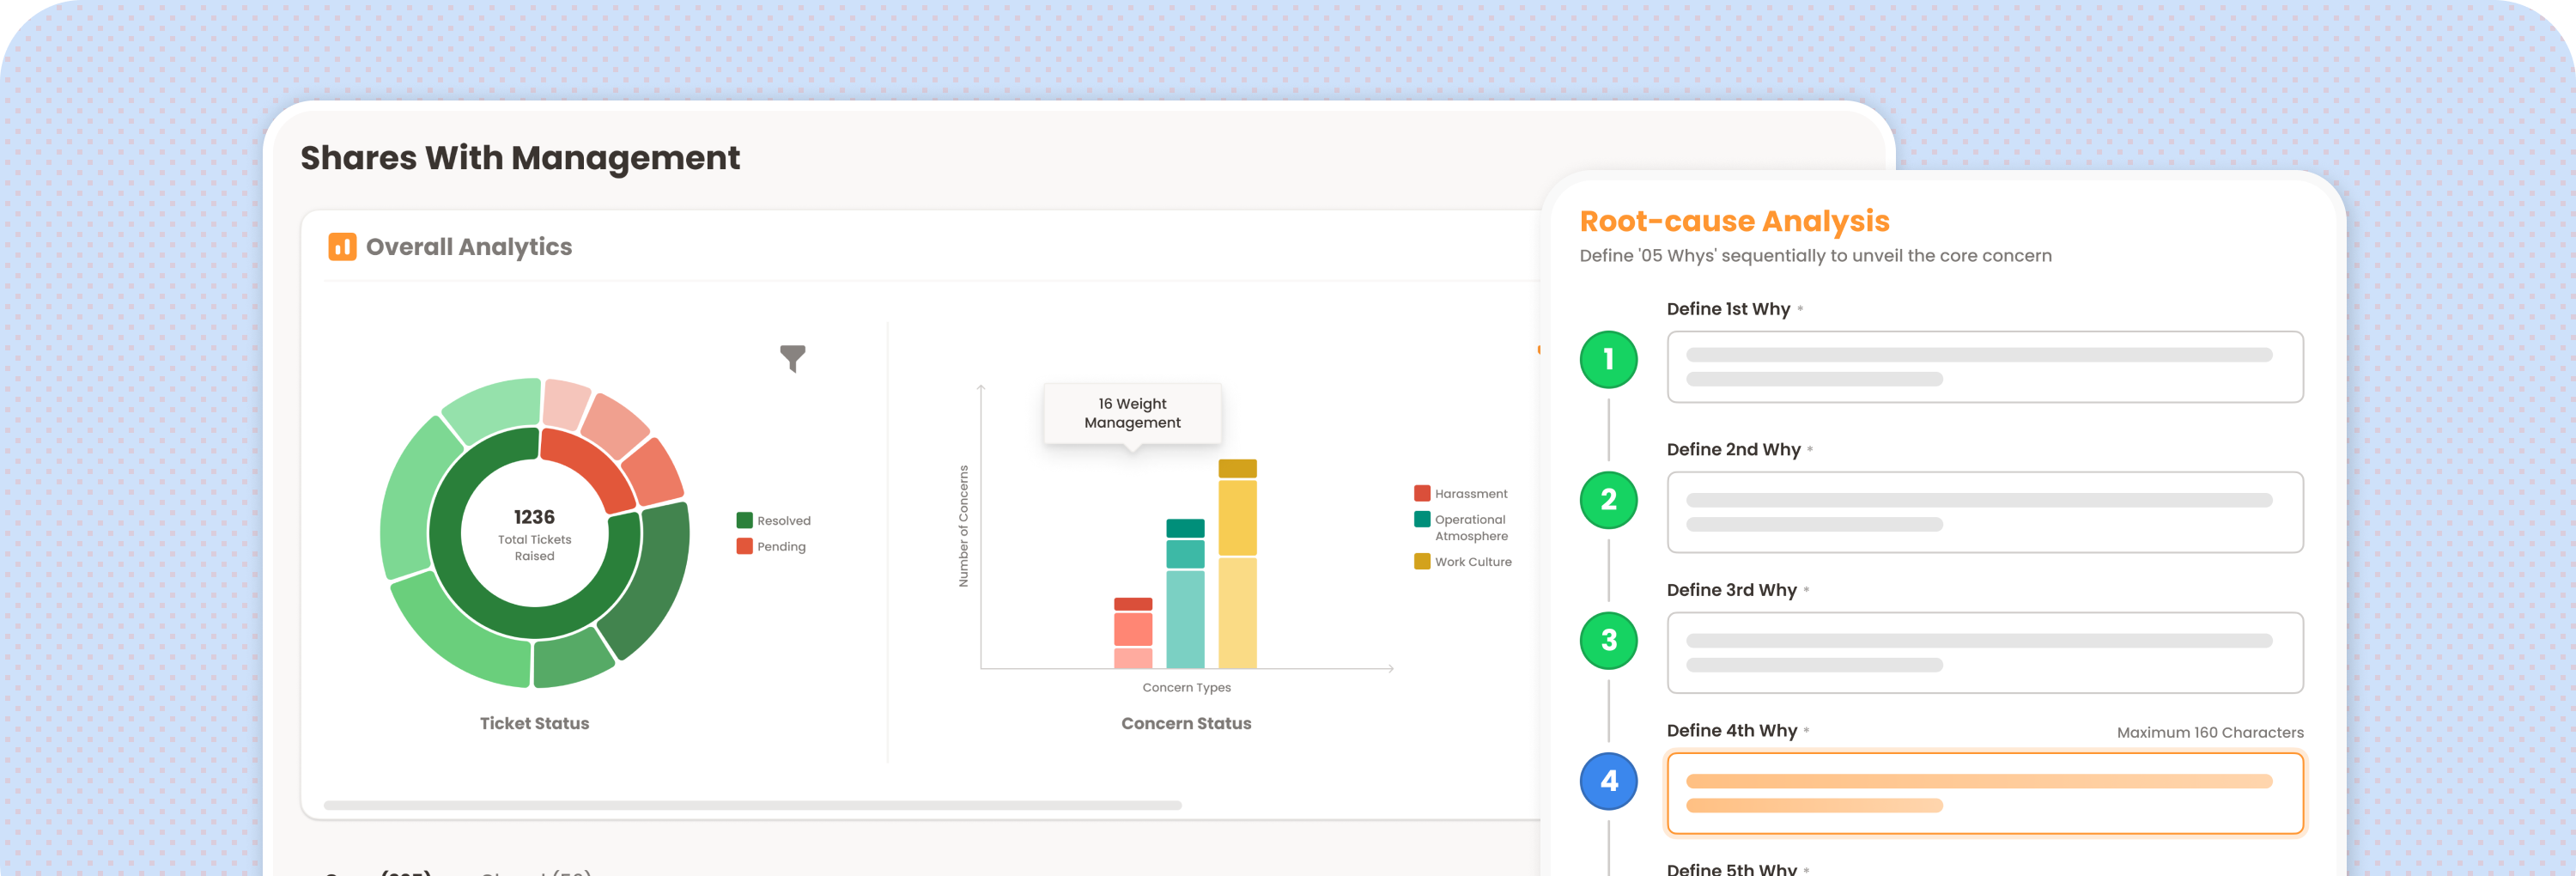 Shares With Management
Overall Analytics
1236
Total Tickets
Raised
Resolved
Pending
Ticket Status
16 Weight
Management
Number of Concerns
Concern Types
Concern Status
Harassment
Operational
Atmosphere
Work Culture
Root-cause Analysis
Define '05 Whys' sequentially to unveil the core concern
Define 1st Why *
1
Define 2nd Why *
2
Define 3rd Why *
3
Define 4th Why *
Maximum 160 Characters
4
Define 5th Why *